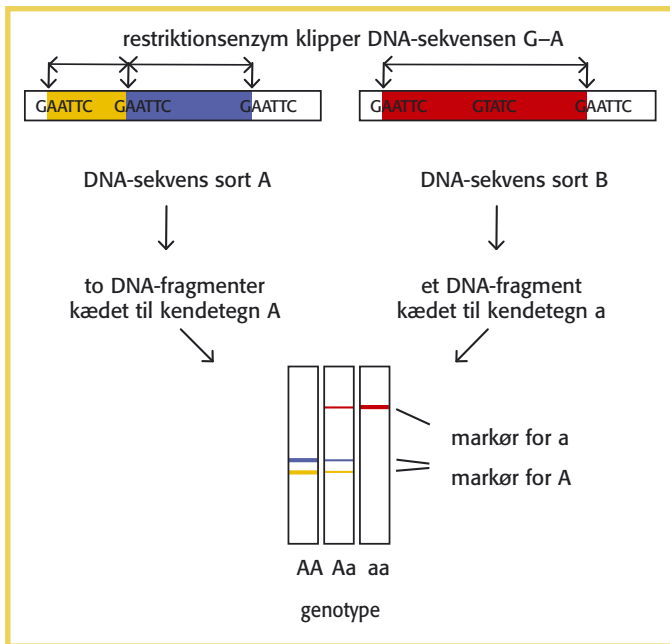 restriktionsenzym klipper DNA-sekvensen G–A
GAATTC GAATTC GAATTC
GAATTC GTATC GAATTC
DNA-sekvens sort A
DNA-sekvens sort B
to DNA-fragmenter
kædet til kendetegn A
et DNA-fragment
kædet til kendetegn a
markør for a
markør for A
AA Aa aa
genotype